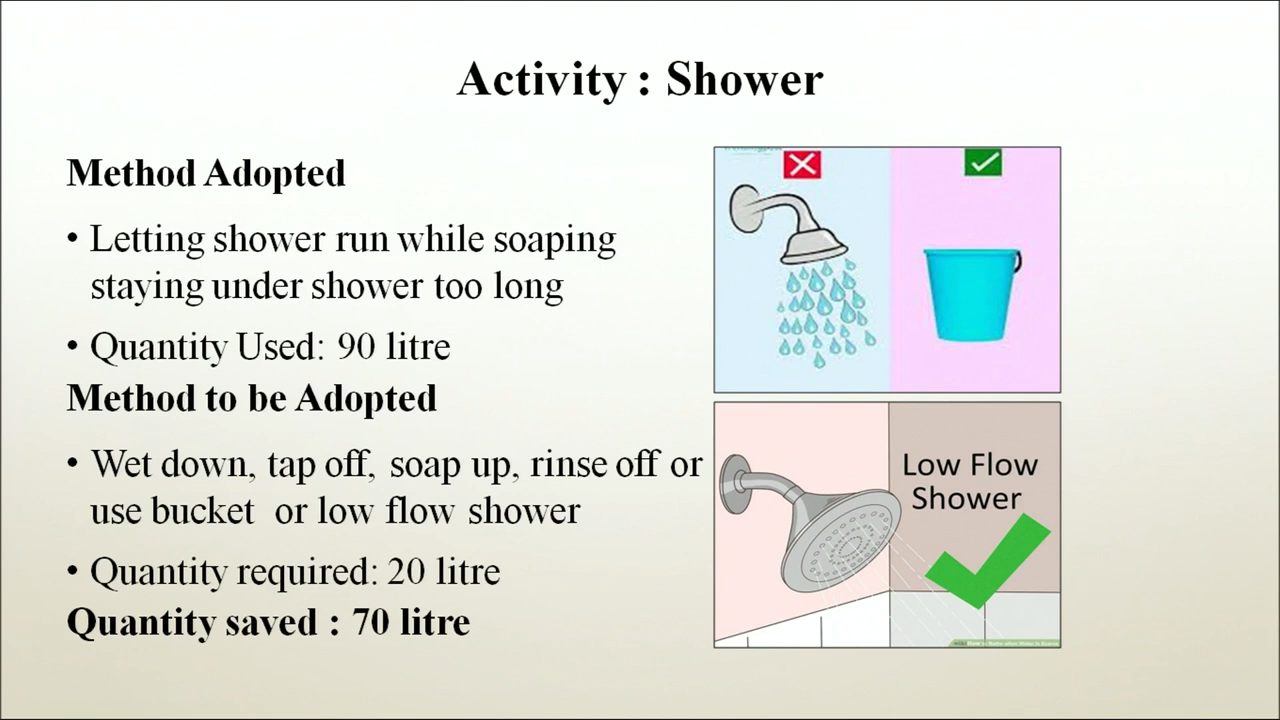 Activity : Shower
Method Adopted
• Letting shower run while soaping
staying under shower too long
• Quantity Used: 90 litre
Method to be Adopted
• Wet down, tap off, soap up, rinse off or
use bucket or low flow shower
• Quantity required: 20 litre
Quantity saved : 70 litre
Low Flow
Shower